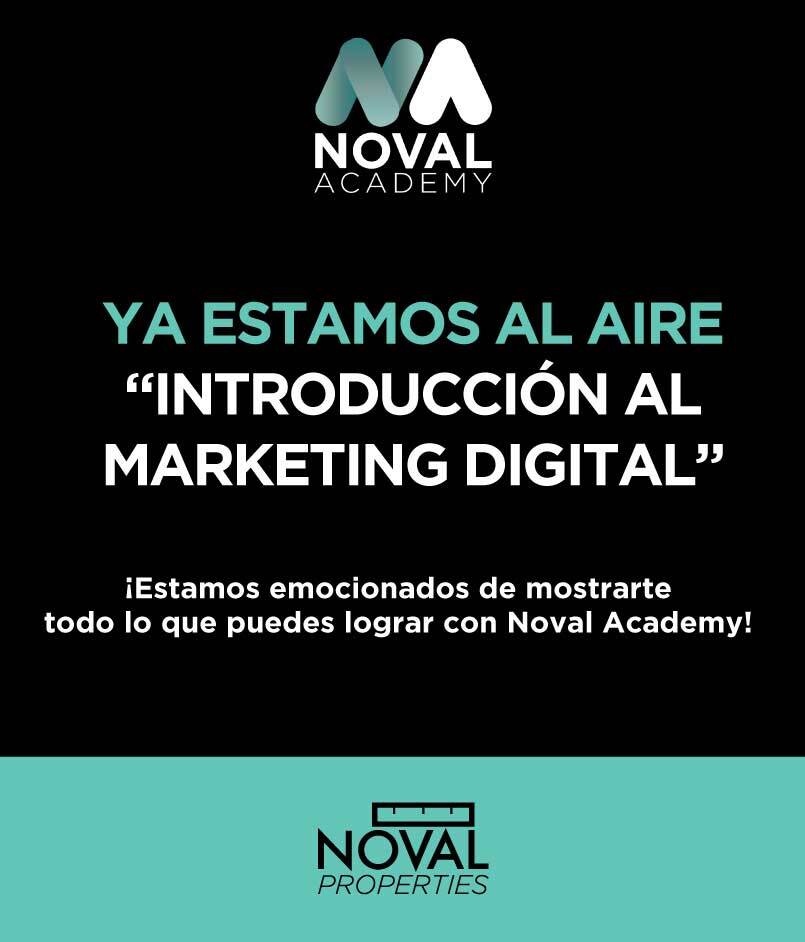 NOVAL
ACADEMY
YA ESTAMOS AL AIRE
“INTRODUCCIÓN AL
MARKETING DIGITAL”
¡Estamos emocionados de mostrarte
todo lo que puedes lograr con Noval Academy!
NOVAL
PROPERTIES